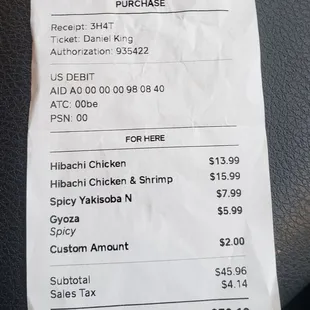 PURCHASE
Receipt: 3H4T
Ticket: Daniel King
Authorization: 935422
US DEBIT
AID A0 00 00 00 98 08 40
ATC: 00be
PSN: 00
FOR HERE
Hibachi Chicken $13.99
Hibachi Chicken & Shrimp $15.99
Spicy Yakisoba N $7.99
Gyoza $5.99
Spicy
Custom Amount $2.00
Subtotal $45.96
Sales Tax $4.14